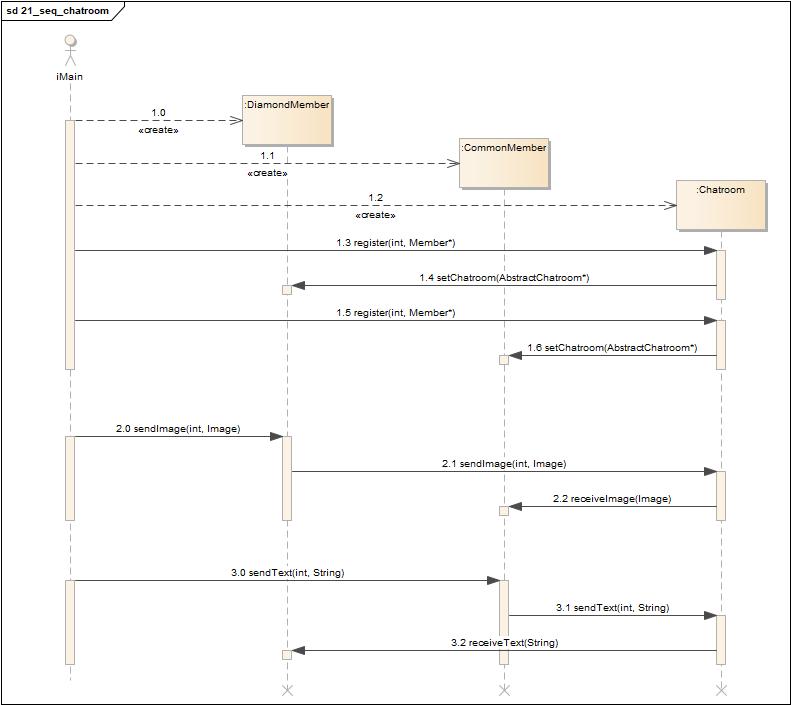 sd 21_seq_chatroom
iMain
:DiamondMember
1.0
«create»
:CommonMember
1.1
«create»
:Chatroom
1.2
«create»
1.3 register(int, Member*)
1.4 setChatroom(AbstractChatroom*)
1.5 register(int, Member*)
1.6 setChatroom(AbstractChatroom*)
2.0 sendImage(int, Image)
2.1 sendImage(int, Image)
2.2 receiveImage(Image)
3.0 sendText(int, String)
3.1 sendText(int, String)
3.2 receiveText(String)